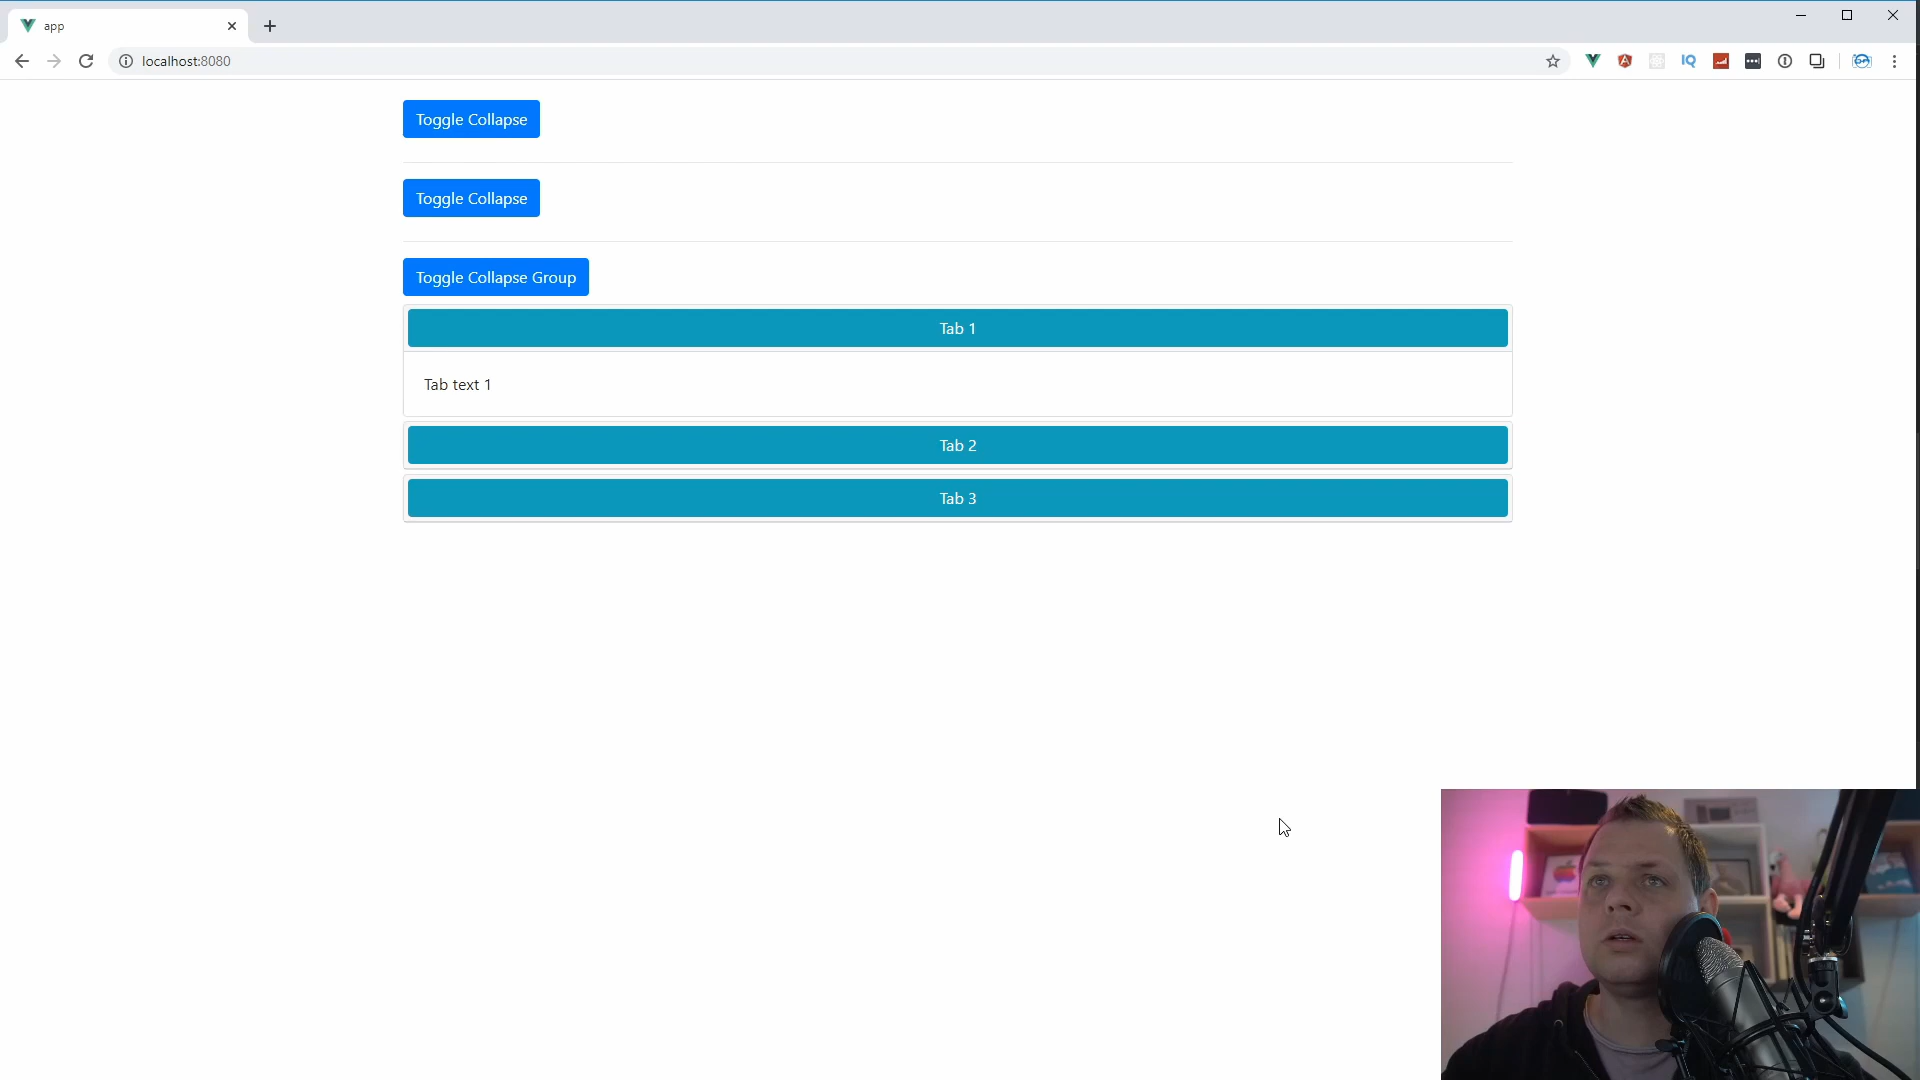 app
localhost:8080
IQ
Toggle Collapse
Toggle Collapse
Toggle Collapse Group
Tab 1
Tab text 1
Tab 2
Tab 3